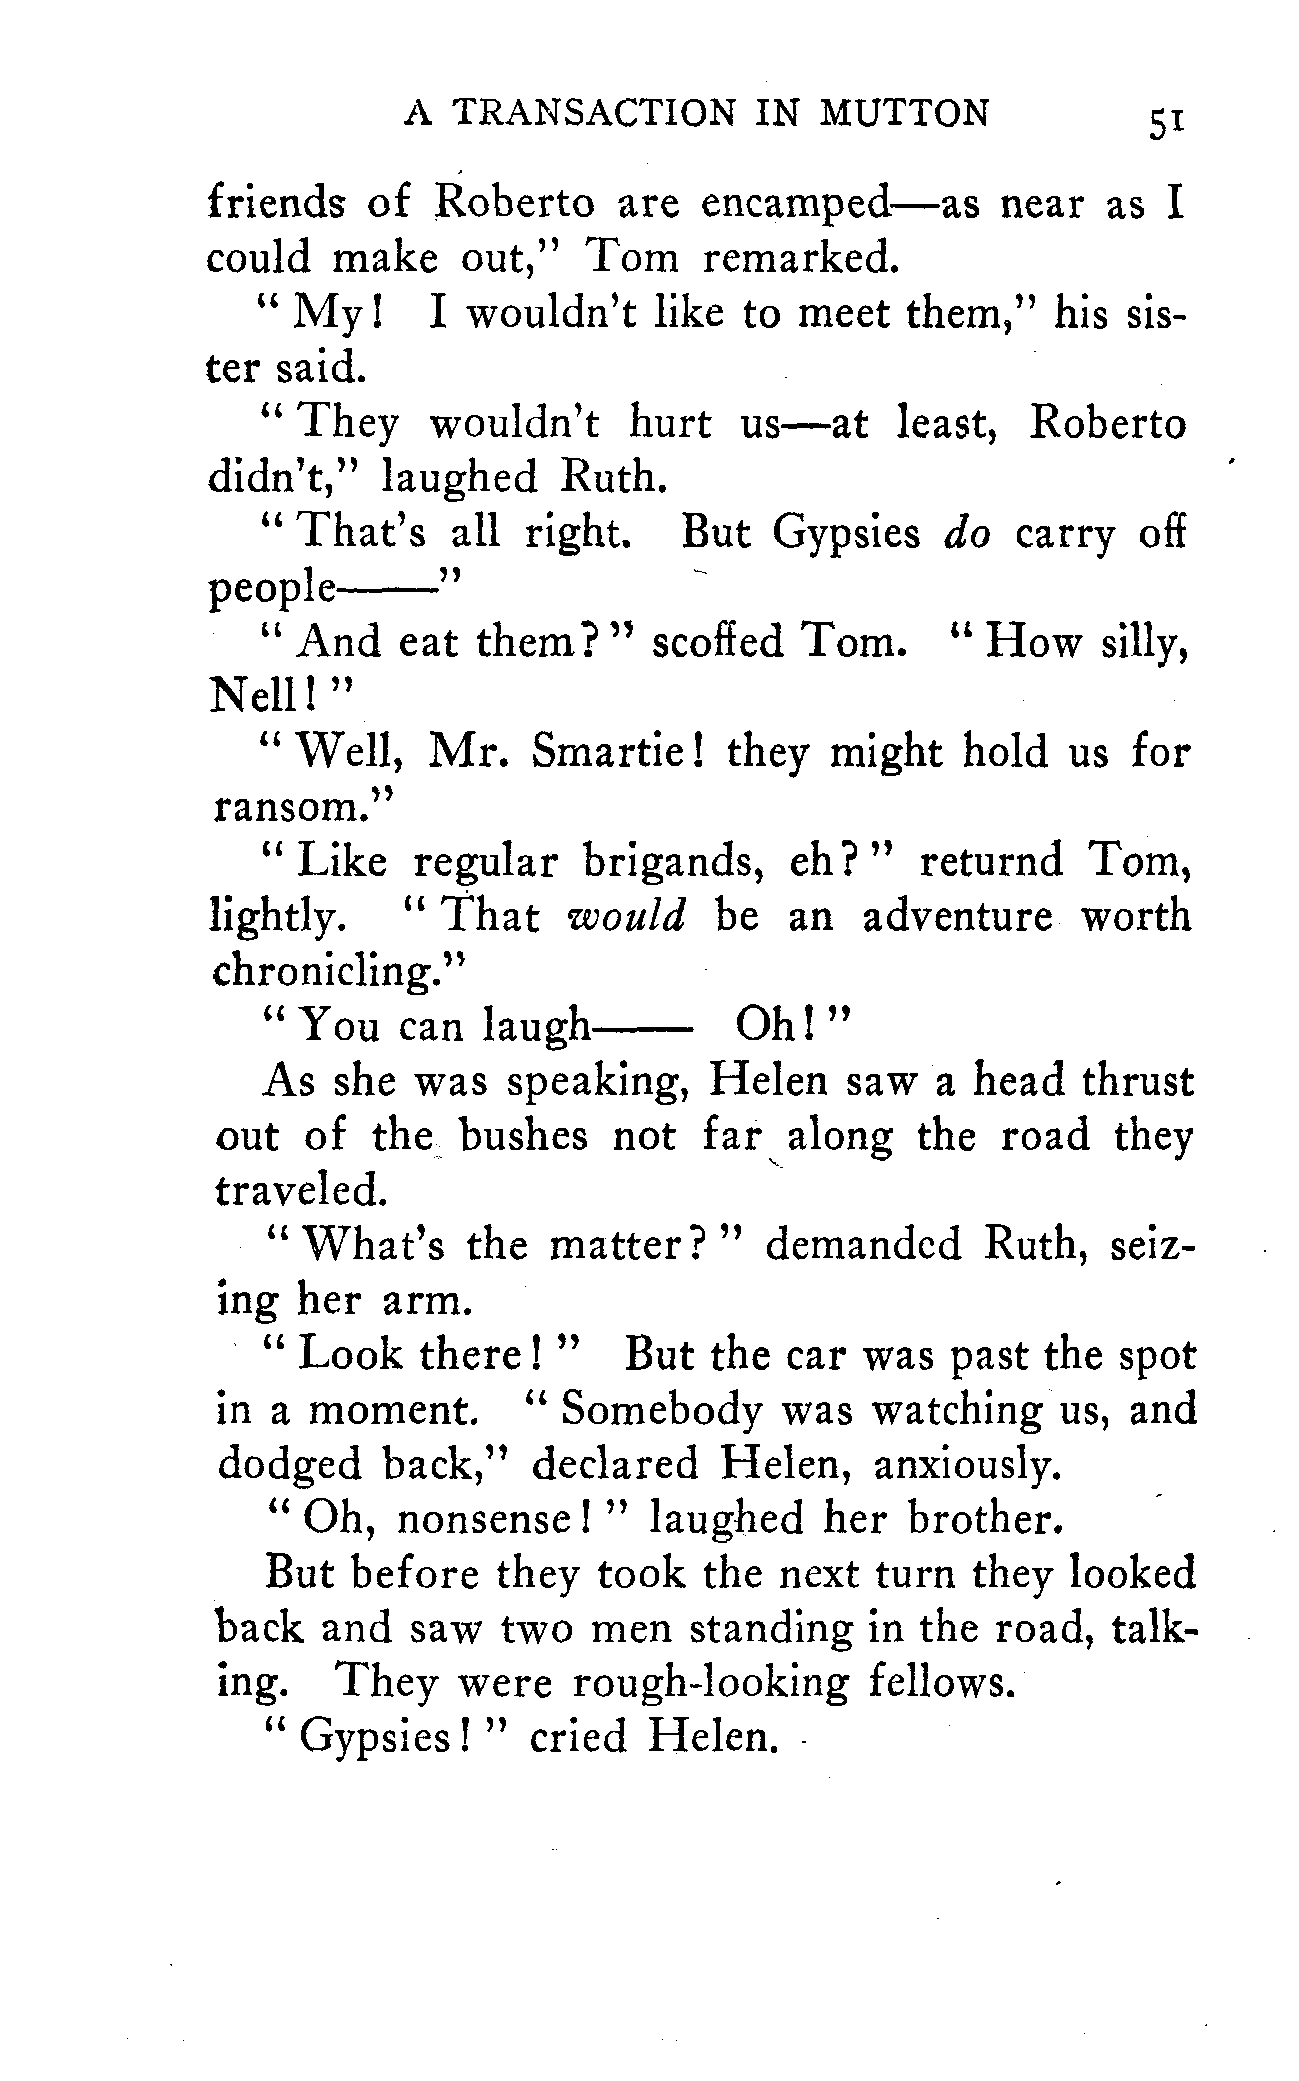 A TRANSACTION IN MUTTON 51
friends of Roberto are encamped—as near as I
could make out," Tom remarked.
"My! I wouldn't like to meet them," his sis-
ter said.
"They wouldn't hurt us—at least, Roberto
didn't," laughed Ruth.
"That's all right. But Gypsies do carry off
people——"
"And eat them?" scoffed Tom. "How silly,
Nell!"
"Well, Mr. Smartie! they might hold us for
ransom."
"Like regular brigands, eh?" returnd Tom,
lightly. "That would be an adventure worth
chronicling."
"You can laugh—— Oh!"
As she was speaking, Helen saw a head thrust
out of the bushes not far along the road they
traveled.
"What's the matter?" demanded Ruth, seiz-
ing her arm.
"Look there!" But the car was past the spot
in a moment. "Somebody was watching us, and
dodged back," declared Helen, anxiously.
"Oh, nonsense!" laughed her brother.
But before they took the next turn they looked
back and saw two men standing in the road, talk-
ing. They were rough-looking fellows.
"Gypsies!" cried Helen.